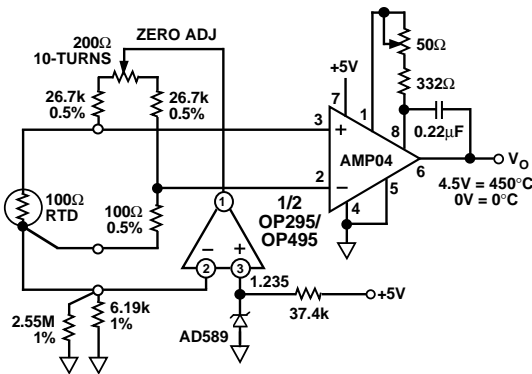 200Ω
10-TURNS
ZERO ADJ
26.7k
0.5%
26.7k
0.5%
+5V
50Ω
332Ω
0.22μF
7
1
8
3
+
AMP04
2
−
6
5
4
V_O
4.5V = 450°C
0V = 0°C
100Ω
RTD
100Ω
0.5%
1
1/2
OP295/
OP495
−
+
2
3
1.235
2.55M
1%
6.19k
1%
AD589
37.4k
+5V